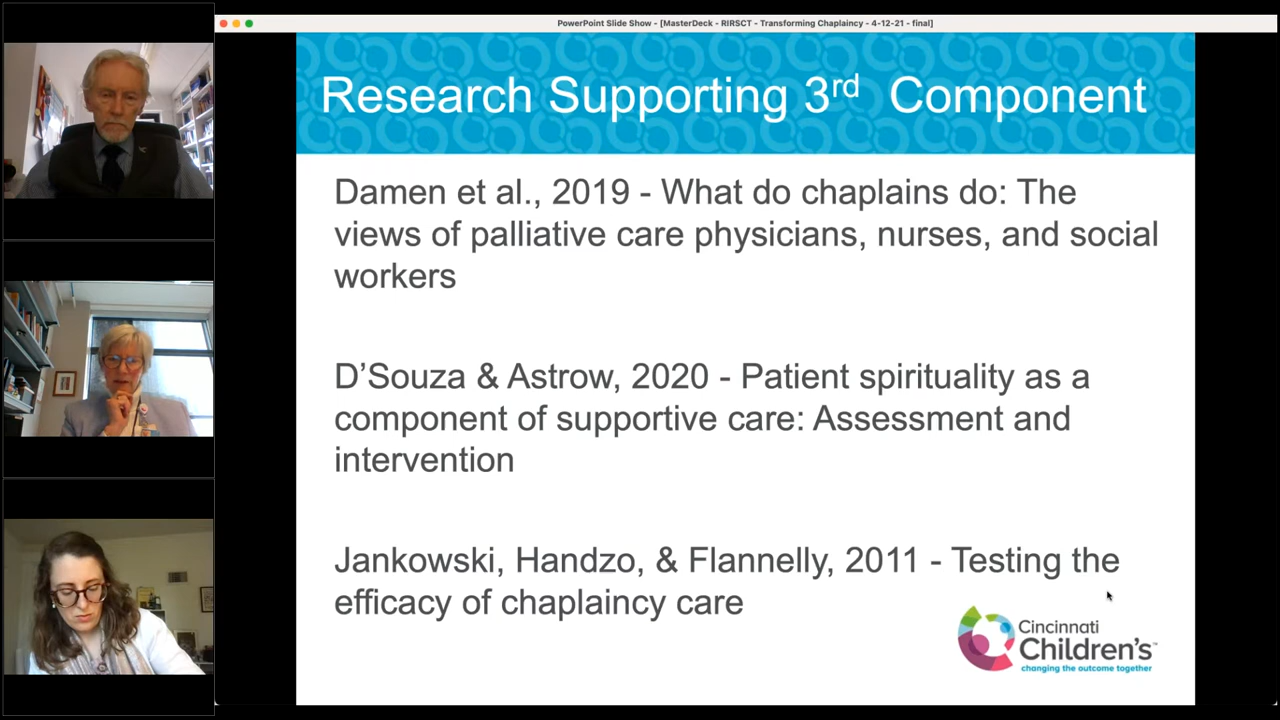 PowerPoint Slide Show - [MasterDeck - RIRSCT - Transforming Chaplaincy - 4-12-21 - final]
Research Supporting 3rd Component
Damen et al., 2019 - What do chaplains do: The
views of palliative care physicians, nurses, and social
workers
D’Souza & Astrow, 2020 - Patient spirituality as a
component of supportive care: Assessment and
intervention
Jankowski, Handzo, & Flannelly, 2011 - Testing the
efficacy of chaplaincy care
Cincinnati
Children's™
changing the outcome together